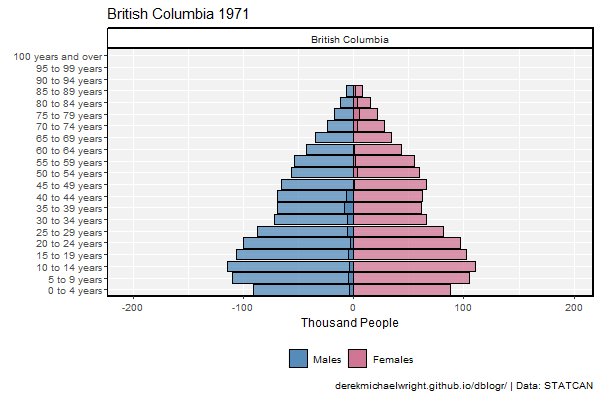 British Columbia 1971
British Columbia
100 years and over
95 to 99 years
90 to 94 years
85 to 89 years
80 to 84 years
75 to 79 years
70 to 74 years
65 to 69 years
60 to 64 years
55 to 59 years
50 to 54 years
45 to 49 years
40 to 44 years
35 to 39 years
30 to 34 years
25 to 29 years
20 to 24 years
15 to 19 years
10 to 14 years
5 to 9 years
0 to 4 years
-200 -100 0 100 200
Thousand People
Males Females
derekmichaelwright.github.io/dblogr/ | Data: STATCAN